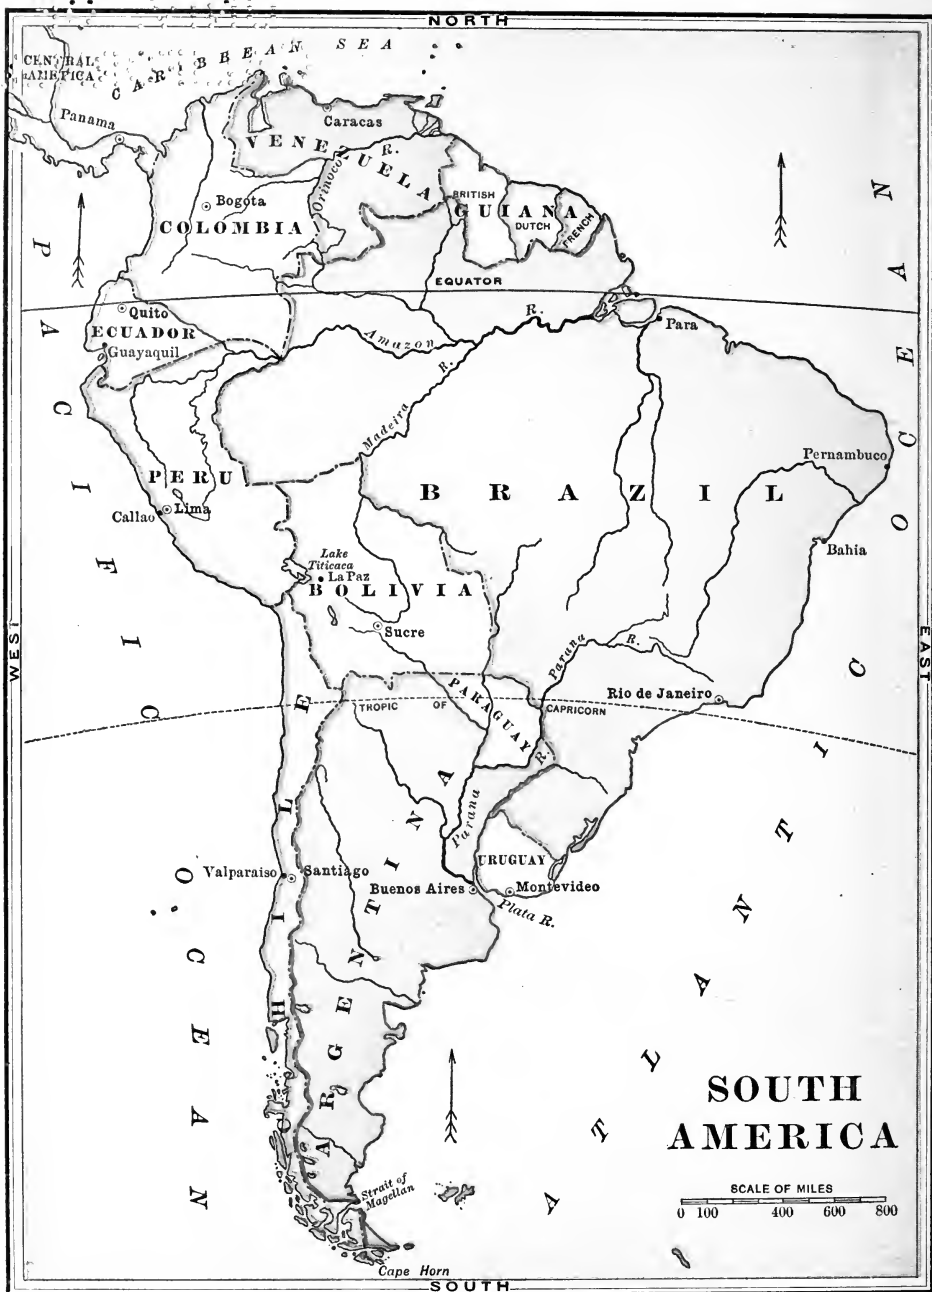 NORTH
CENTRAL
AMERICA
CARIBBEAN SEA
Panama
Caracas
VENEZUELA
Orinoco R.
Bogota
COLOMBIA
BRITISH
GUIANA
DUTCH
FRENCH
EQUATOR
Quito
ECUADOR
Guayaquil
Amazon R.
Para
Madeira R.
PERU
Lima
Callao
BRAZIL
Pernambuco
Bahia
Lake
Titicaca
La Paz
BOLIVIA
Sucre
Parana R.
Rio de Janeiro
PARAGUAY
TROPIC OF CAPRICORN
Parana R.
CHILE
Valparaiso
Santiago
ARGENTINA
URUGUAY
Buenos Aires
Montevideo
Plata R.
PACIFIC OCEAN
ATLANTIC OCEAN
WEST
EAST
Strait of
Magellan
Cape Horn
SOUTH
AMERICA
SCALE OF MILES
0 100 400 600 800
SOUTH